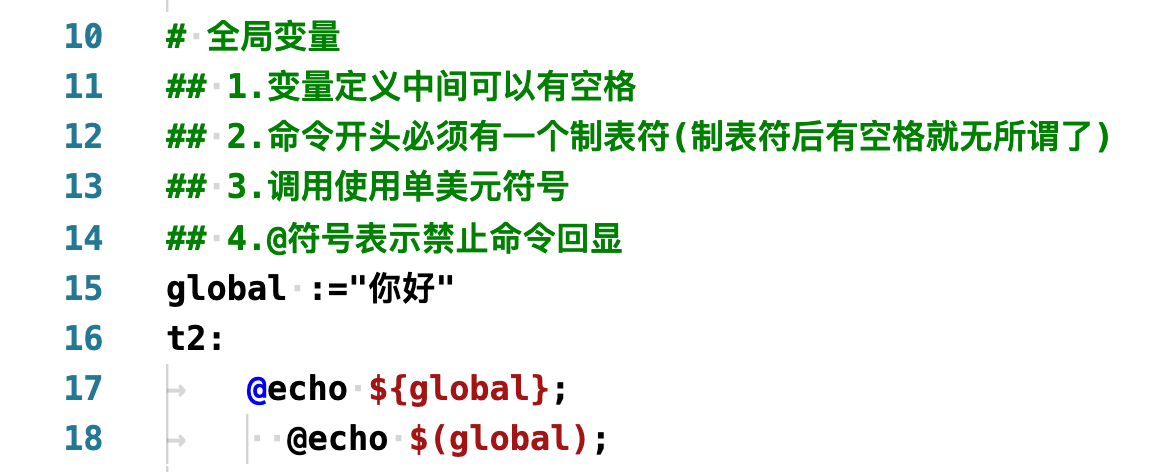 10 # 全局变量
11 ## 1.变量定义中间可以有空格
12 ## 2.命令开头必须有一个制表符(制表符后有空格就无所谓了)
13 ## 3.调用使用单美元符号
14 ## 4.@符号表示禁止命令回显
15 global :="你好"
16 t2:
17 @echo ${global};
18 @echo $(global);